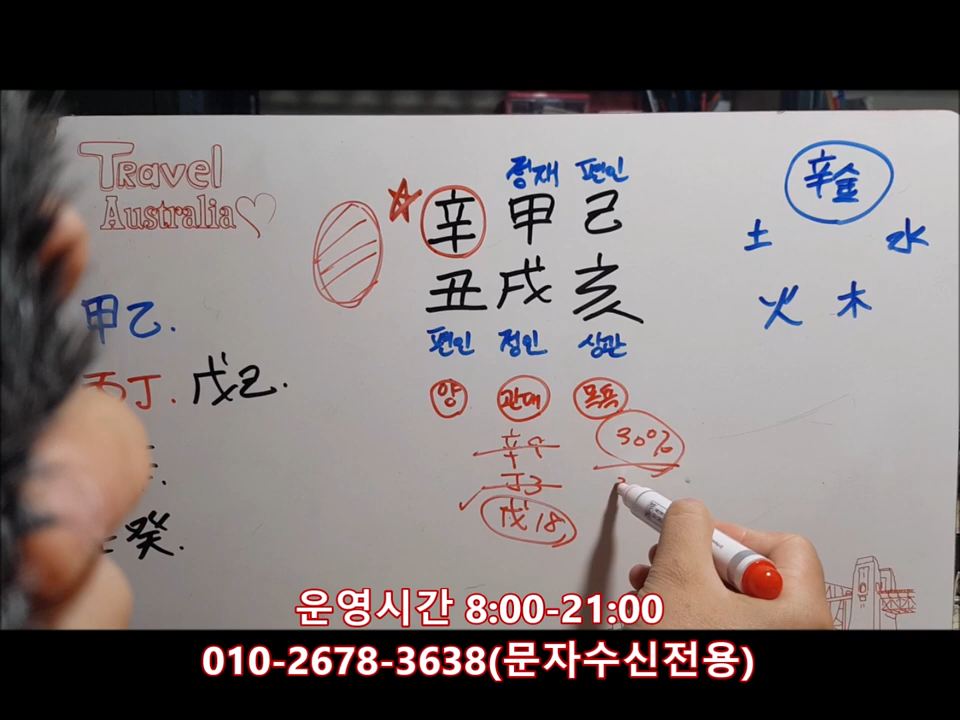 Travel
Australia
정재 편인
辛 甲 己
丑 戌 亥
편인 정인 상관
양 관대 목욕
辛9
丁3
戊18
30%
辛金
土 水
火 木
甲乙.
丙丁. 戊己.
癸.
운영시간 8:00-21:00
010-2678-3638(문자수신전용)